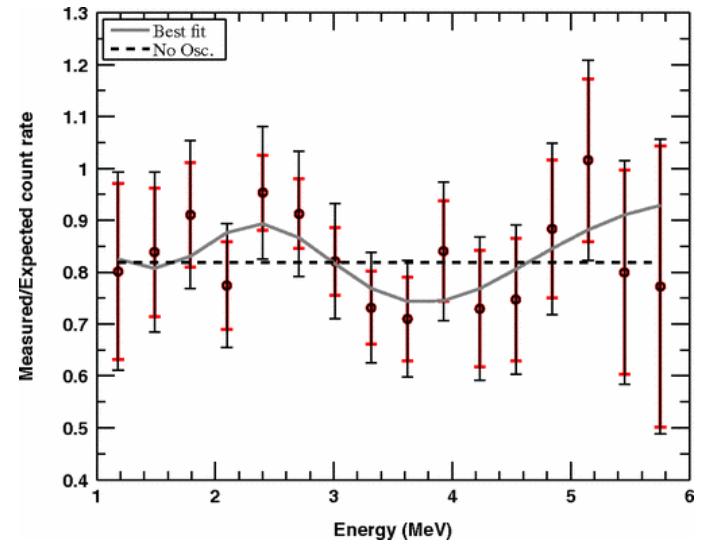 1.3
1.2
1.1
1
0.9
0.8
0.7
0.6
0.5
0.4
Best fit
No Osc.
Measured/Expected count rate
1 2 3 4 5 6
Energy (MeV)